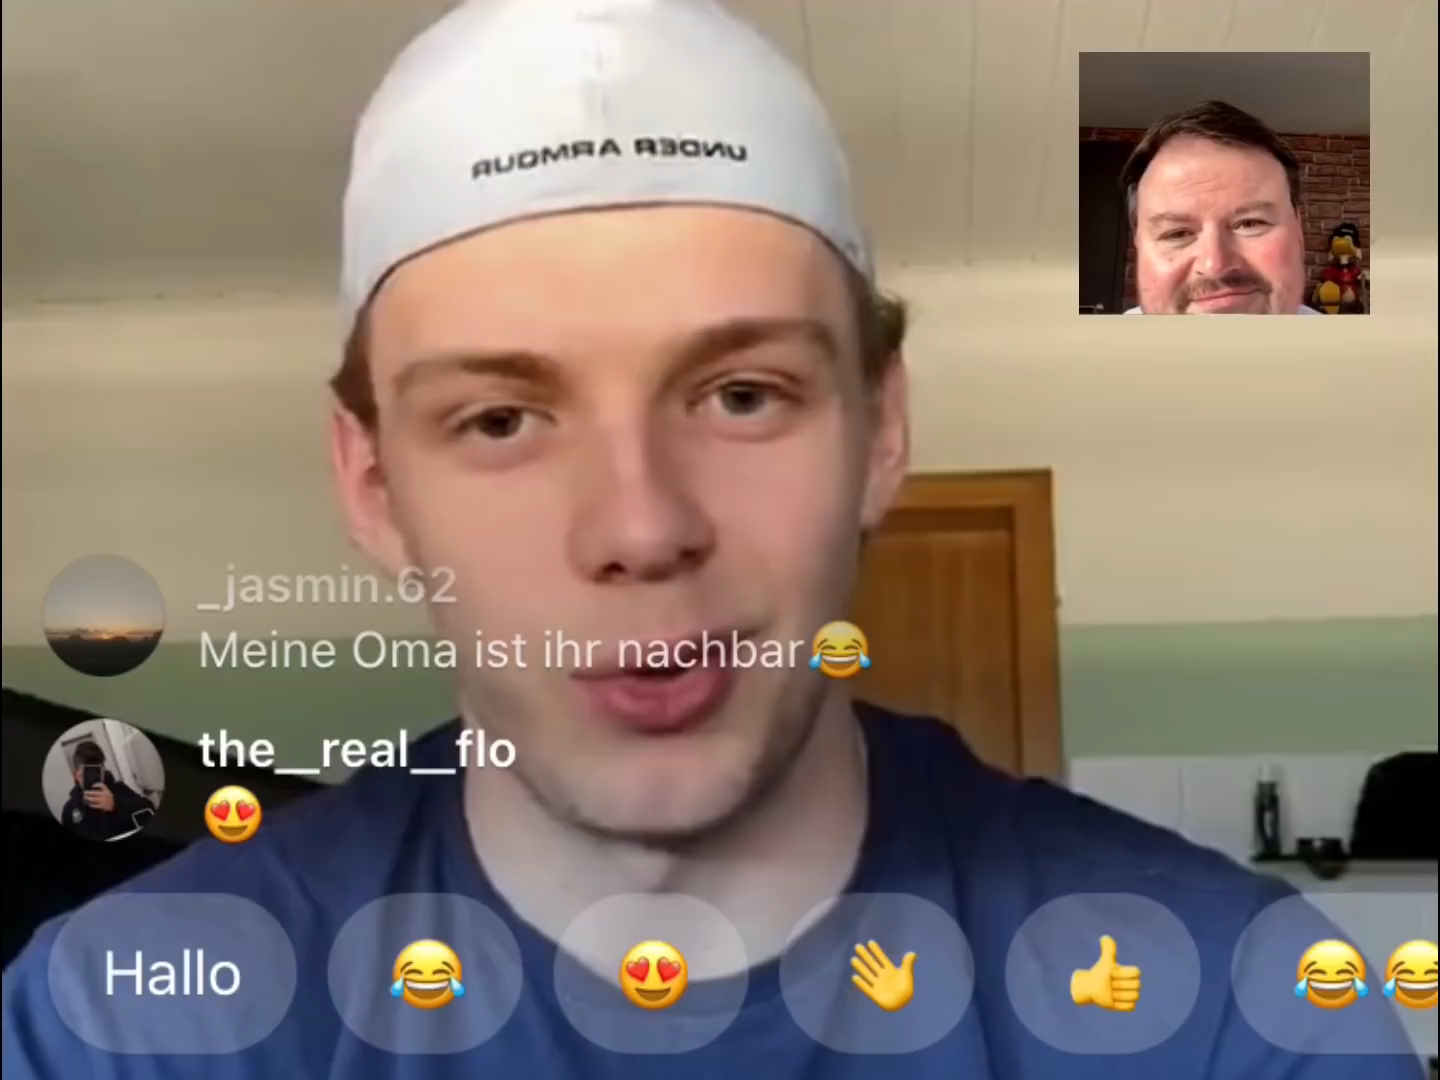 UNDER ARMOUR
_jasmin.62
Meine Oma ist ihr nachbar😂
the__real__flo
😍
Hallo
😂
😍
👋
👍
😂😂